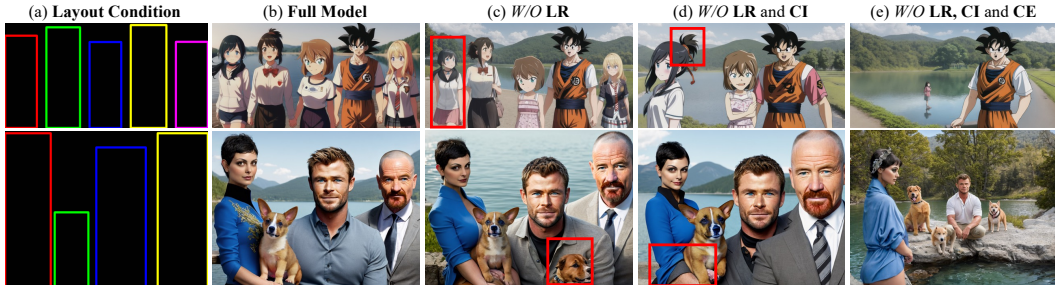 (a) Layout Condition
(b) Full Model
(c) W/O LR
(d) W/O LR and CI
(e) W/O LR, CI and CE